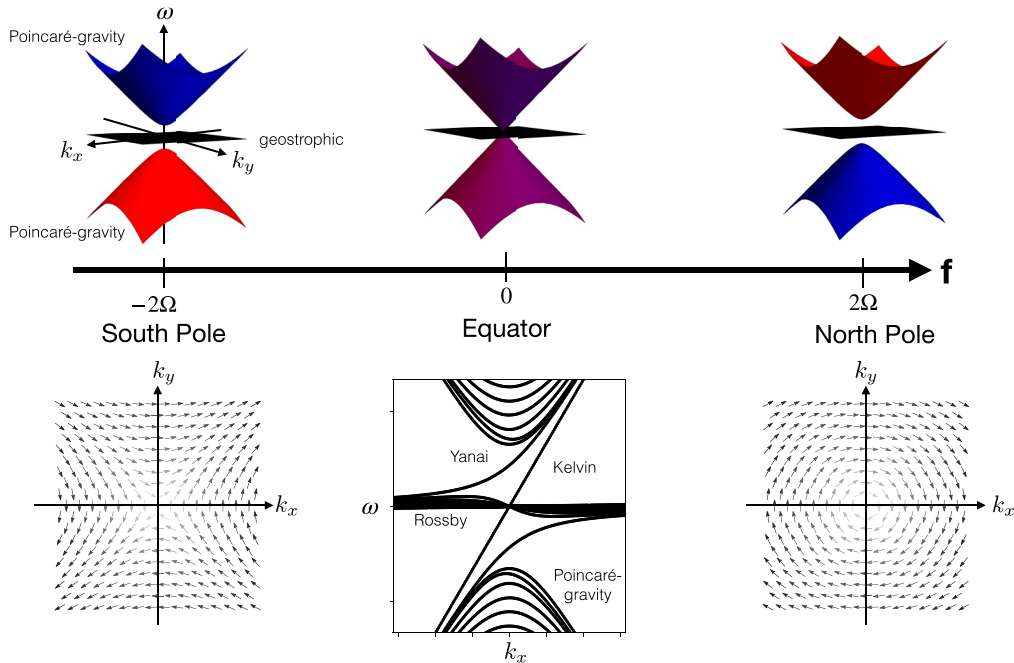 ω
Poincaré-gravity
geostrophic
k_x
k_y
Poincaré-gravity
f
−2Ω
0
2Ω
South Pole
Equator
North Pole
k_y
k_x
Yanai
Kelvin
ω
Rossby
Poincaré-
gravity
k_x
k_y
k_x